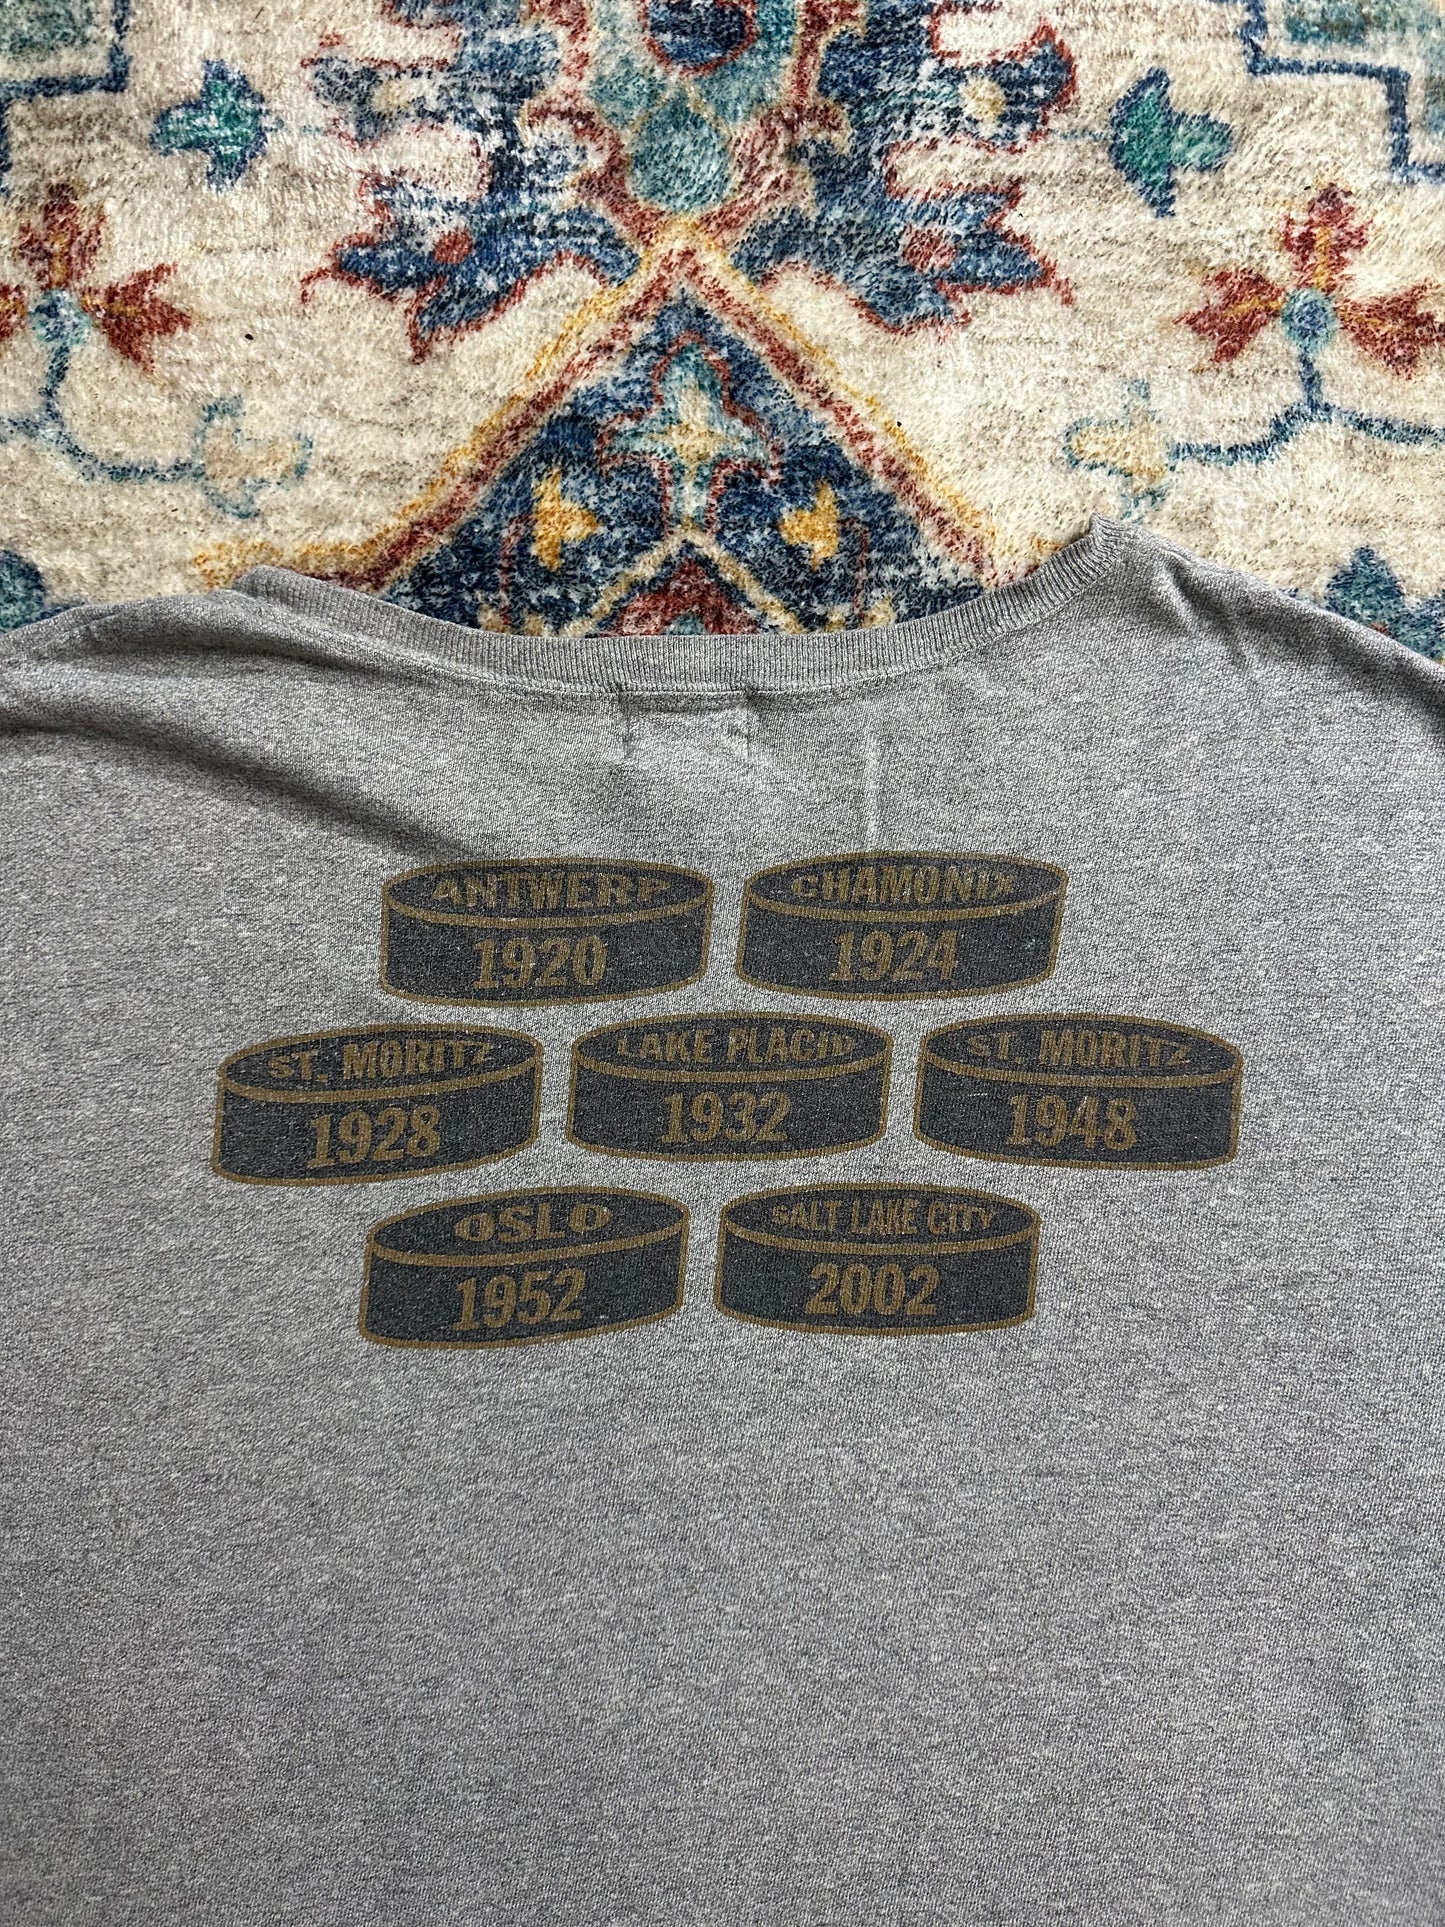 ANTWERP
1920
CHAMONIX
1924
ST. MORITZ
1928
LAKE PLACID
1932
ST. MORITZ
1948
OSLO
1952
SALT LAKE CITY
2002